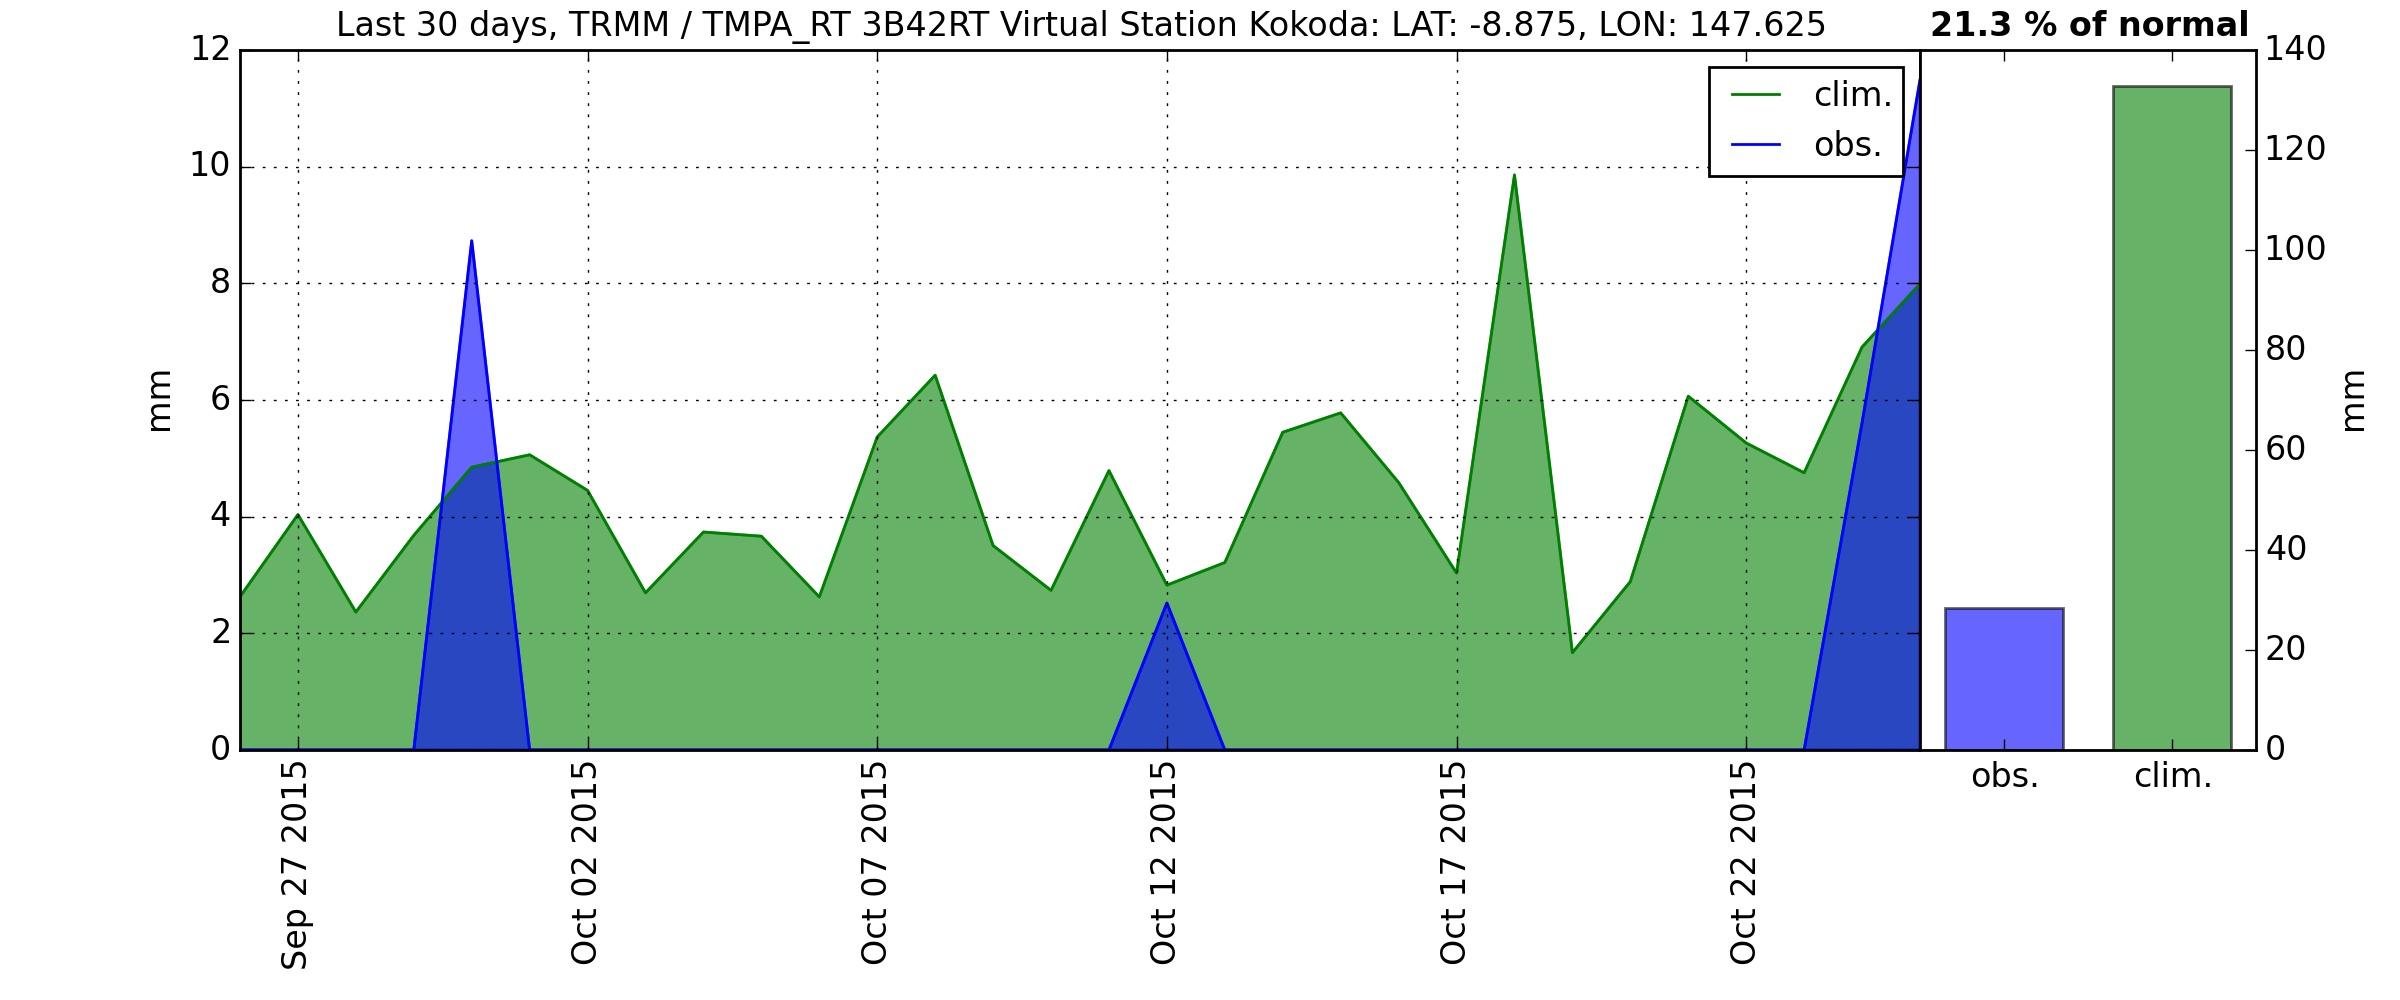 Last 30 days, TRMM / TMPA_RT 3B42RT Virtual Station Kokoda: LAT: -8.875, LON: 147.625
21.3 % of normal
12
10
8
6
4
2
0
mm
clim.
obs.
140
120
100
80
60
40
20
0
mm
obs.
clim.
Sep 27 2015
Oct 02 2015
Oct 07 2015
Oct 12 2015
Oct 17 2015
Oct 22 2015